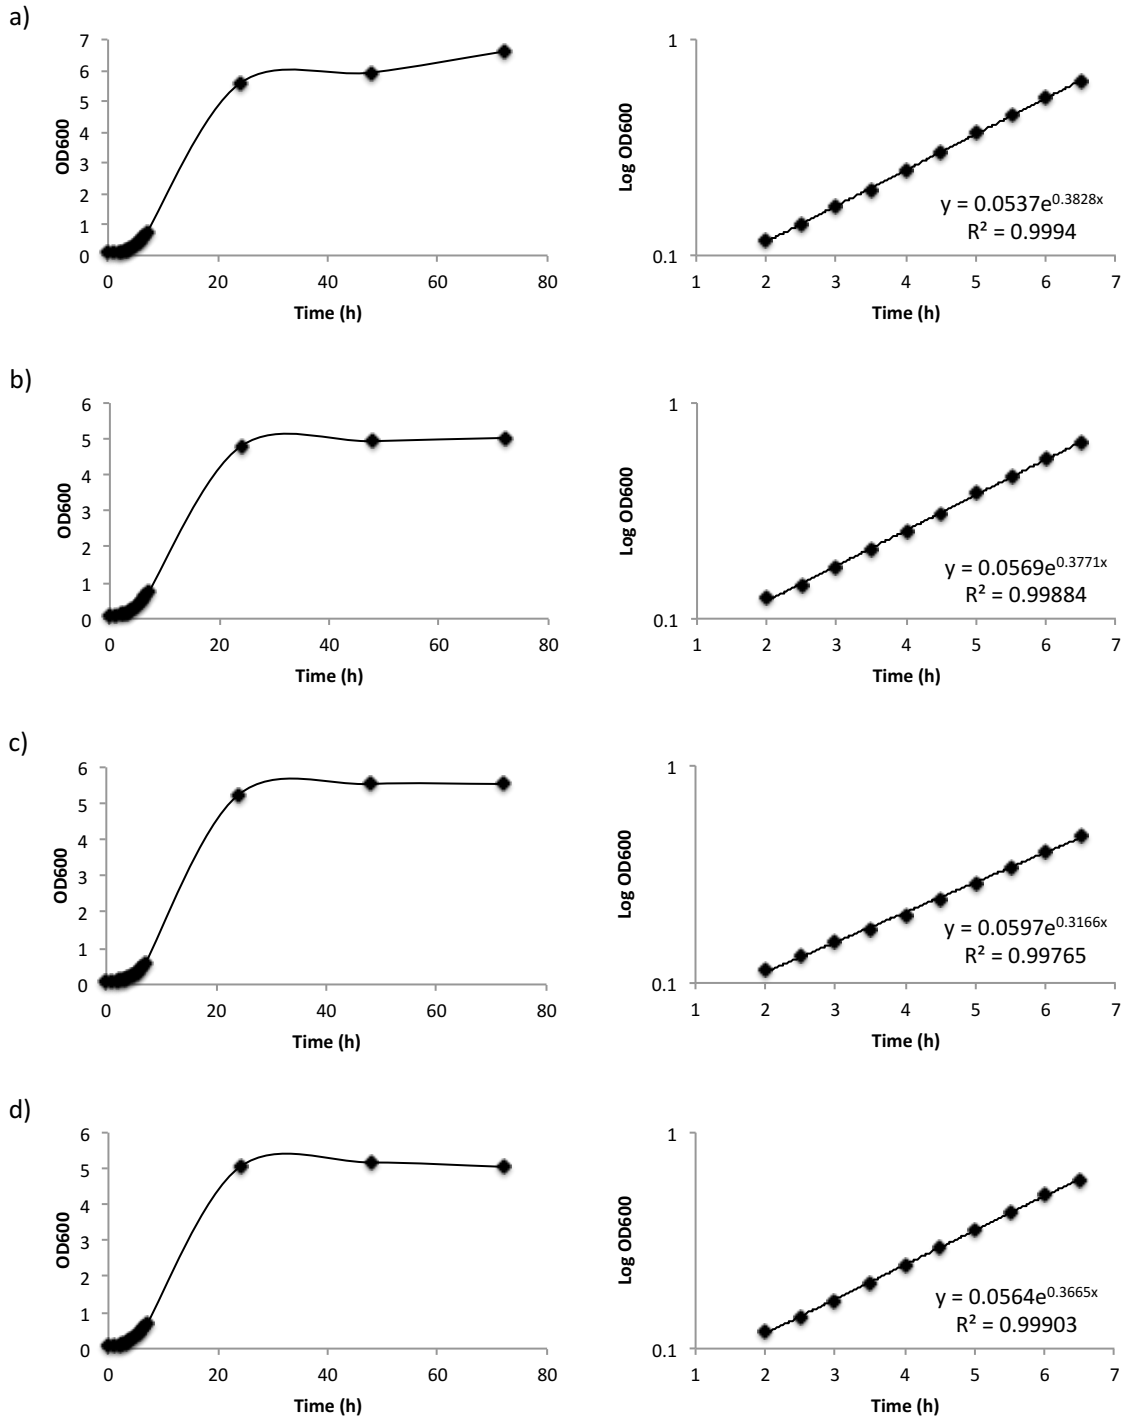 a)
7
6
5
4
3
2
1
0
OD600
0 20 40 60 80
Time (h)
1
0.1
Log OD600
y = 0.0537e^0.3828x
R² = 0.9994
1 2 3 4 5 6 7
Time (h)
b)
6
5
4
3
2
1
0
OD600
0 20 40 60 80
Time (h)
1
0.1
Log OD600
y = 0.0569e^0.3771x
R² = 0.99884
1 2 3 4 5 6 7
Time (h)
c)
6
5
4
3
2
1
0
OD600
0 20 40 60 80
Time (h)
1
0.1
Log OD600
y = 0.0597e^0.3166x
R² = 0.99765
1 2 3 4 5 6 7
Time (h)
d)
6
5
4
3
2
1
0
OD600
0 20 40 60 80
Time (h)
1
0.1
Log OD600
y = 0.0564e^0.3665x
R² = 0.99903
1 2 3 4 5 6 7
Time (h)